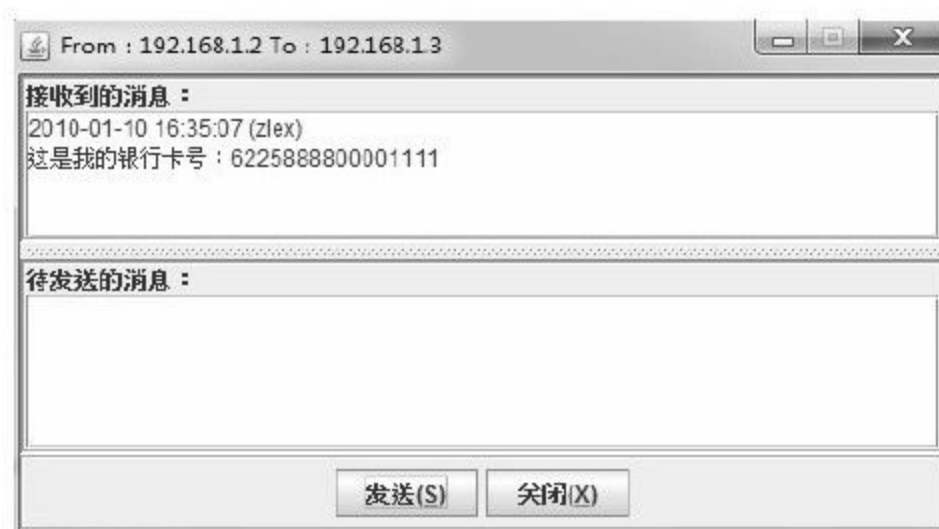 From : 192.168.1.2 To : 192.168.1.3
接收到的消息：
2010-01-10 16:35:07 (zlex)
这是我的银行卡号：6225888800001111
待发送的消息：
发送(S) 关闭(X)